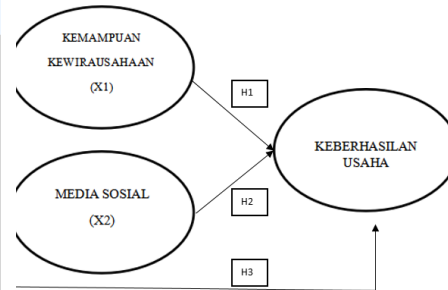 KEMAMPUAN
KEWIRAUSAHAAN
(X1)
H1
KEBERHASILAN
USAHA
MEDIA SOSIAL
(X2)
H2
H3